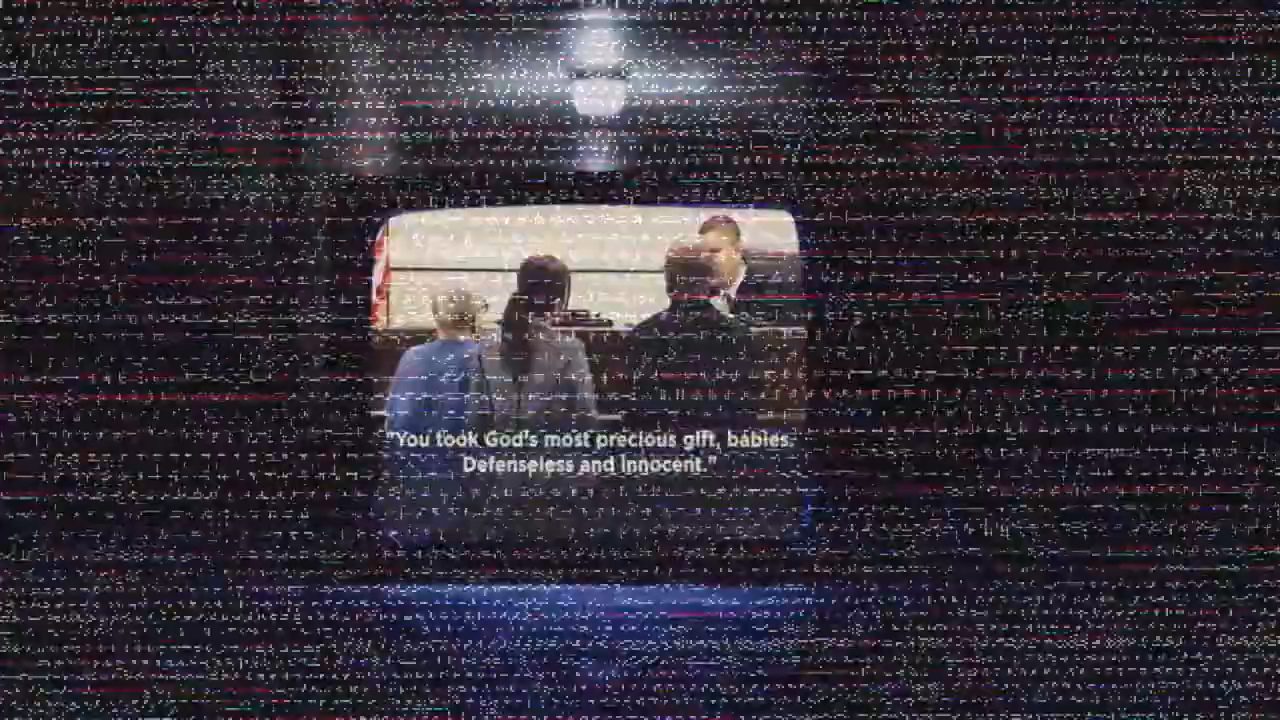 "You took God's most precious gift, babies.
Defenseless and innocent."